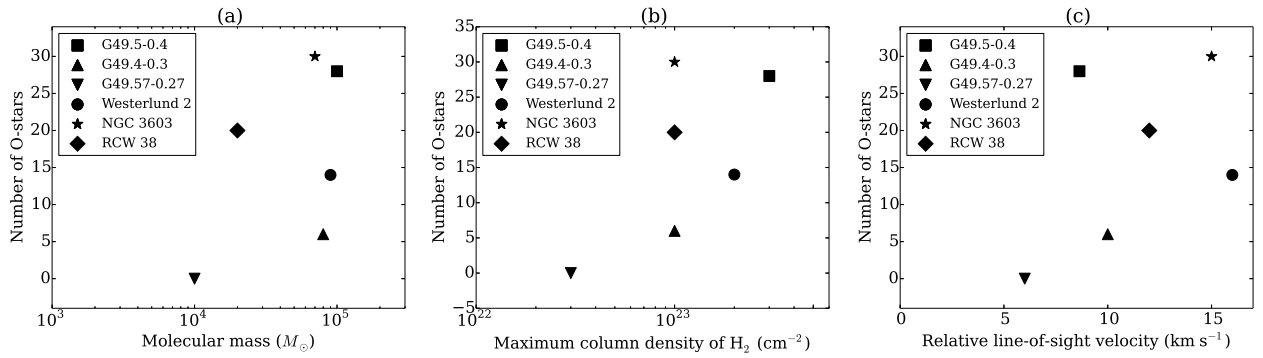 (a)
Number of O-stars
30
25
20
15
10
5
0
G49.5-0.4
G49.4-0.3
G49.57-0.27
Westerlund 2
NGC 3603
RCW 38
10³ 10⁴ 10⁵
Molecular mass (M☉)
(b)
Number of O-stars
35
30
25
20
15
10
5
0
−5
G49.5-0.4
G49.4-0.3
G49.57-0.27
Westerlund 2
NGC 3603
RCW 38
10²² 10²³
Maximum column density of H₂ (cm⁻²)
(c)
Number of O-stars
30
25
20
15
10
5
0
G49.5-0.4
G49.4-0.3
G49.57-0.27
Westerlund 2
NGC 3603
RCW 38
0 5 10 15
Relative line-of-sight velocity (km s⁻¹)